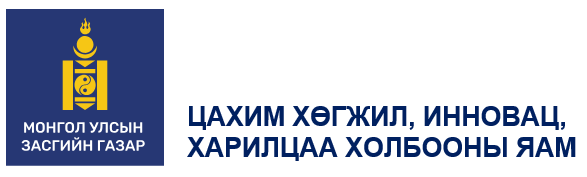 МОНГОЛ УЛСЫН
ЗАСГИЙН ГАЗАР
ЦАХИМ ХӨГЖИЛ, ИННОВАЦ,
ХАРИЛЦАА ХОЛБООНЫ ЯАМ